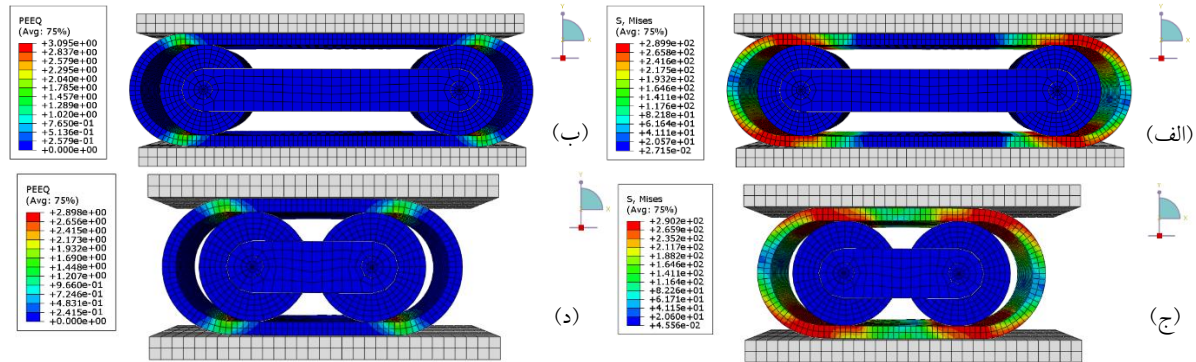 PEEQ
(Avg: 75%)
+3.095e+00
+2.837e+00
+2.579e+00
+2.295e+00
+2.040e+00
+1.785e+00
+1.457e+00
+1.289e+00
+1.020e+00
+7.650e-01
+5.136e-01
+2.579e-01
+0.000e+00
(ب)
S, Mises
(Avg: 75%)
+2.899e+02
+2.658e+02
+2.416e+02
+2.175e+02
+1.932e+02
+1.646e+02
+1.411e+02
+1.176e+02
+8.218e+01
+6.164e+01
+4.111e+01
+2.057e+01
+2.715e-02
(الف)
PEEQ
(Avg: 75%)
+2.898e+00
+2.656e+00
+2.415e+00
+2.173e+00
+1.932e+00
+1.690e+00
+1.448e+00
+1.207e+00
+9.660e-01
+7.246e-01
+4.831e-01
+2.415e-01
+0.000e+00
(د)
S, Mises
(Avg: 75%)
+2.902e+02
+2.659e+02
+2.352e+02
+2.117e+02
+1.882e+02
+1.646e+02
+1.411e+02
+1.164e+02
+8.226e+01
+6.171e+01
+4.115e+01
+2.060e+01
+4.556e-02
(ج)